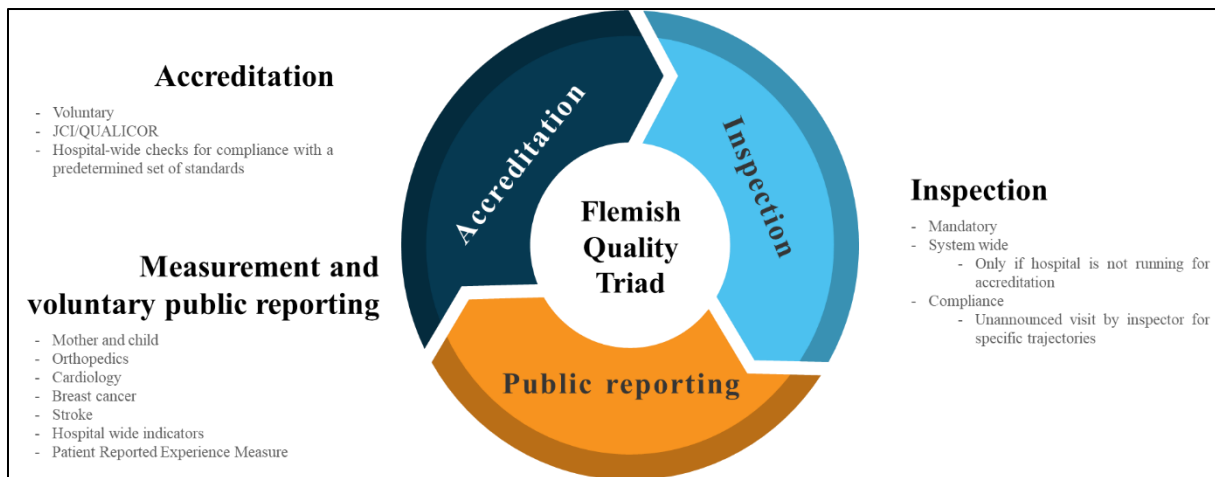 Accreditation
- Voluntary
- JCI/QUALICOR
- Hospital-wide checks for compliance with a
predetermined set of standards
Measurement and
voluntary public reporting
- Mother and child
- Orthopedics
- Cardiology
- Breast cancer
- Stroke
- Hospital wide indicators
- Patient Reported Experience Measure
Accreditation
Inspection
Public reporting
Flemish
Quality
Triad
Inspection
- Mandatory
- System wide
- Only if hospital is not running for
accreditation
- Compliance
- Unannounced visit by inspector for
specific trajectories